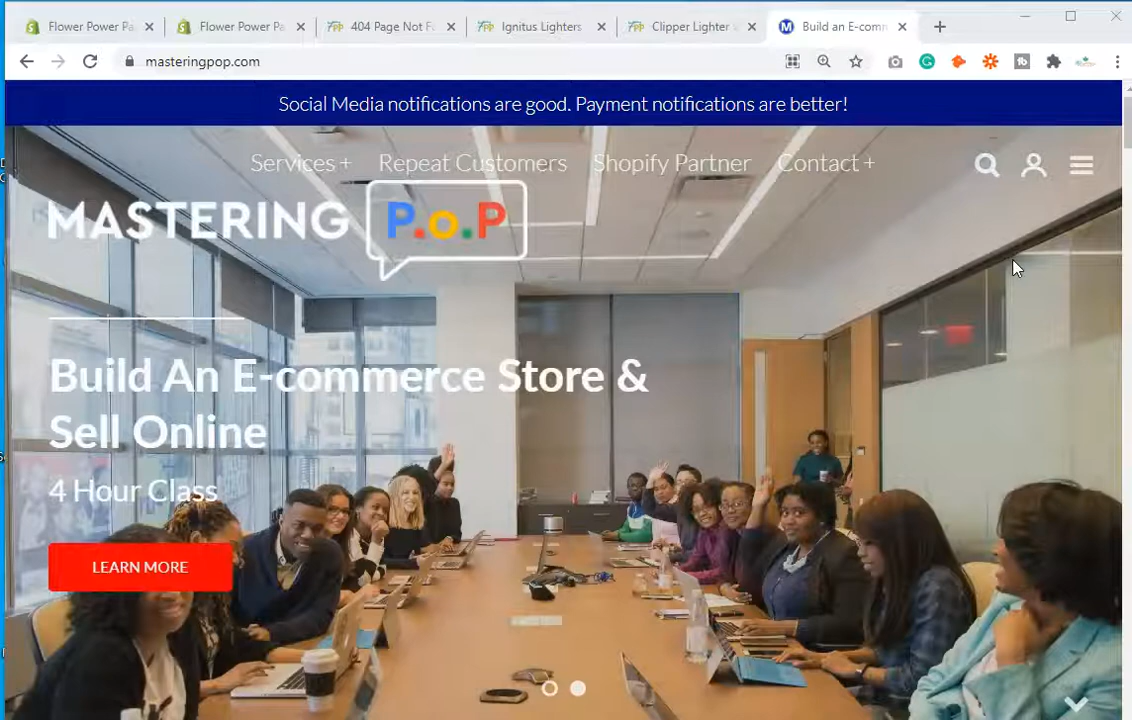 Flower Power Pa
Flower Power Pa
404 Page Not F
Ignitus Lighters
Clipper Lighter
Build an E-comm
masteringpop.com
Social Media notifications are good. Payment notifications are better!
Services +
Repeat Customers
Shopify Partner
Contact +
MASTERING P.o.P
Build An E-commerce Store &
Sell Online
4 Hour Class
LEARN MORE